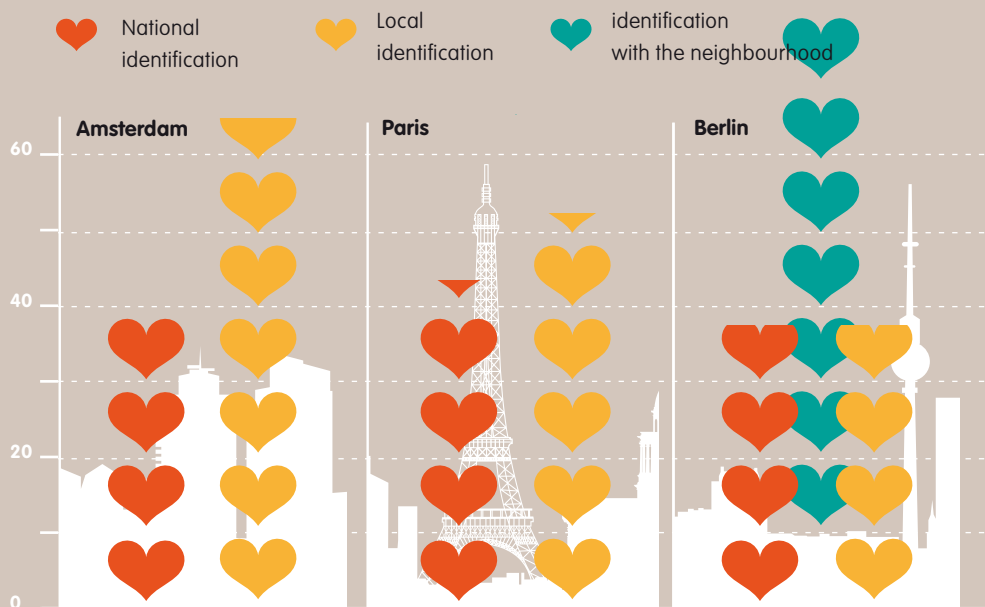 National
identification
Local
identification
identification
with the neighbourhood
Amsterdam
Paris
Berlin
60
40
20
0